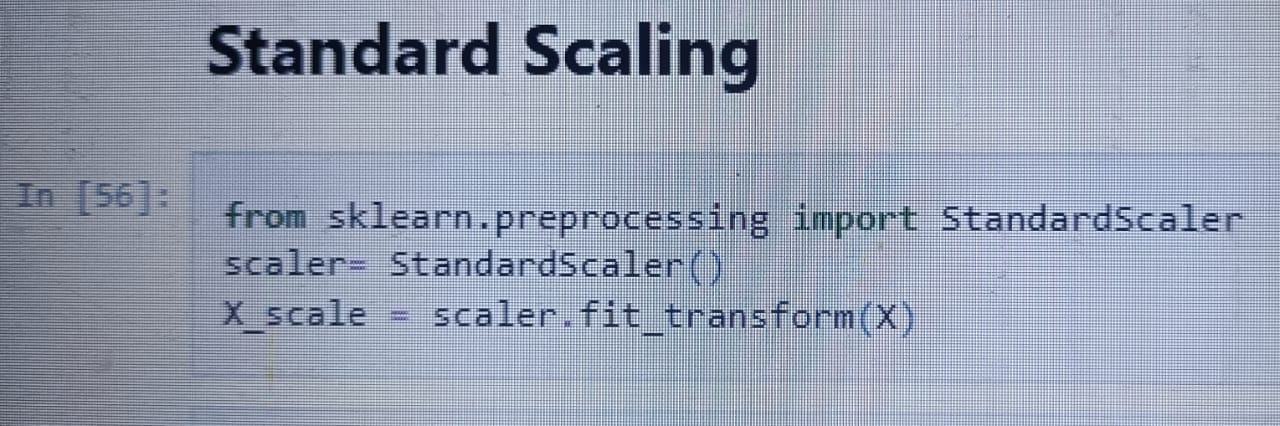 Standard Scaling
In [56]:
from sklearn.preprocessing import StandardScaler
scaler= StandardScaler()
X_scale = scaler.fit_transform(X)